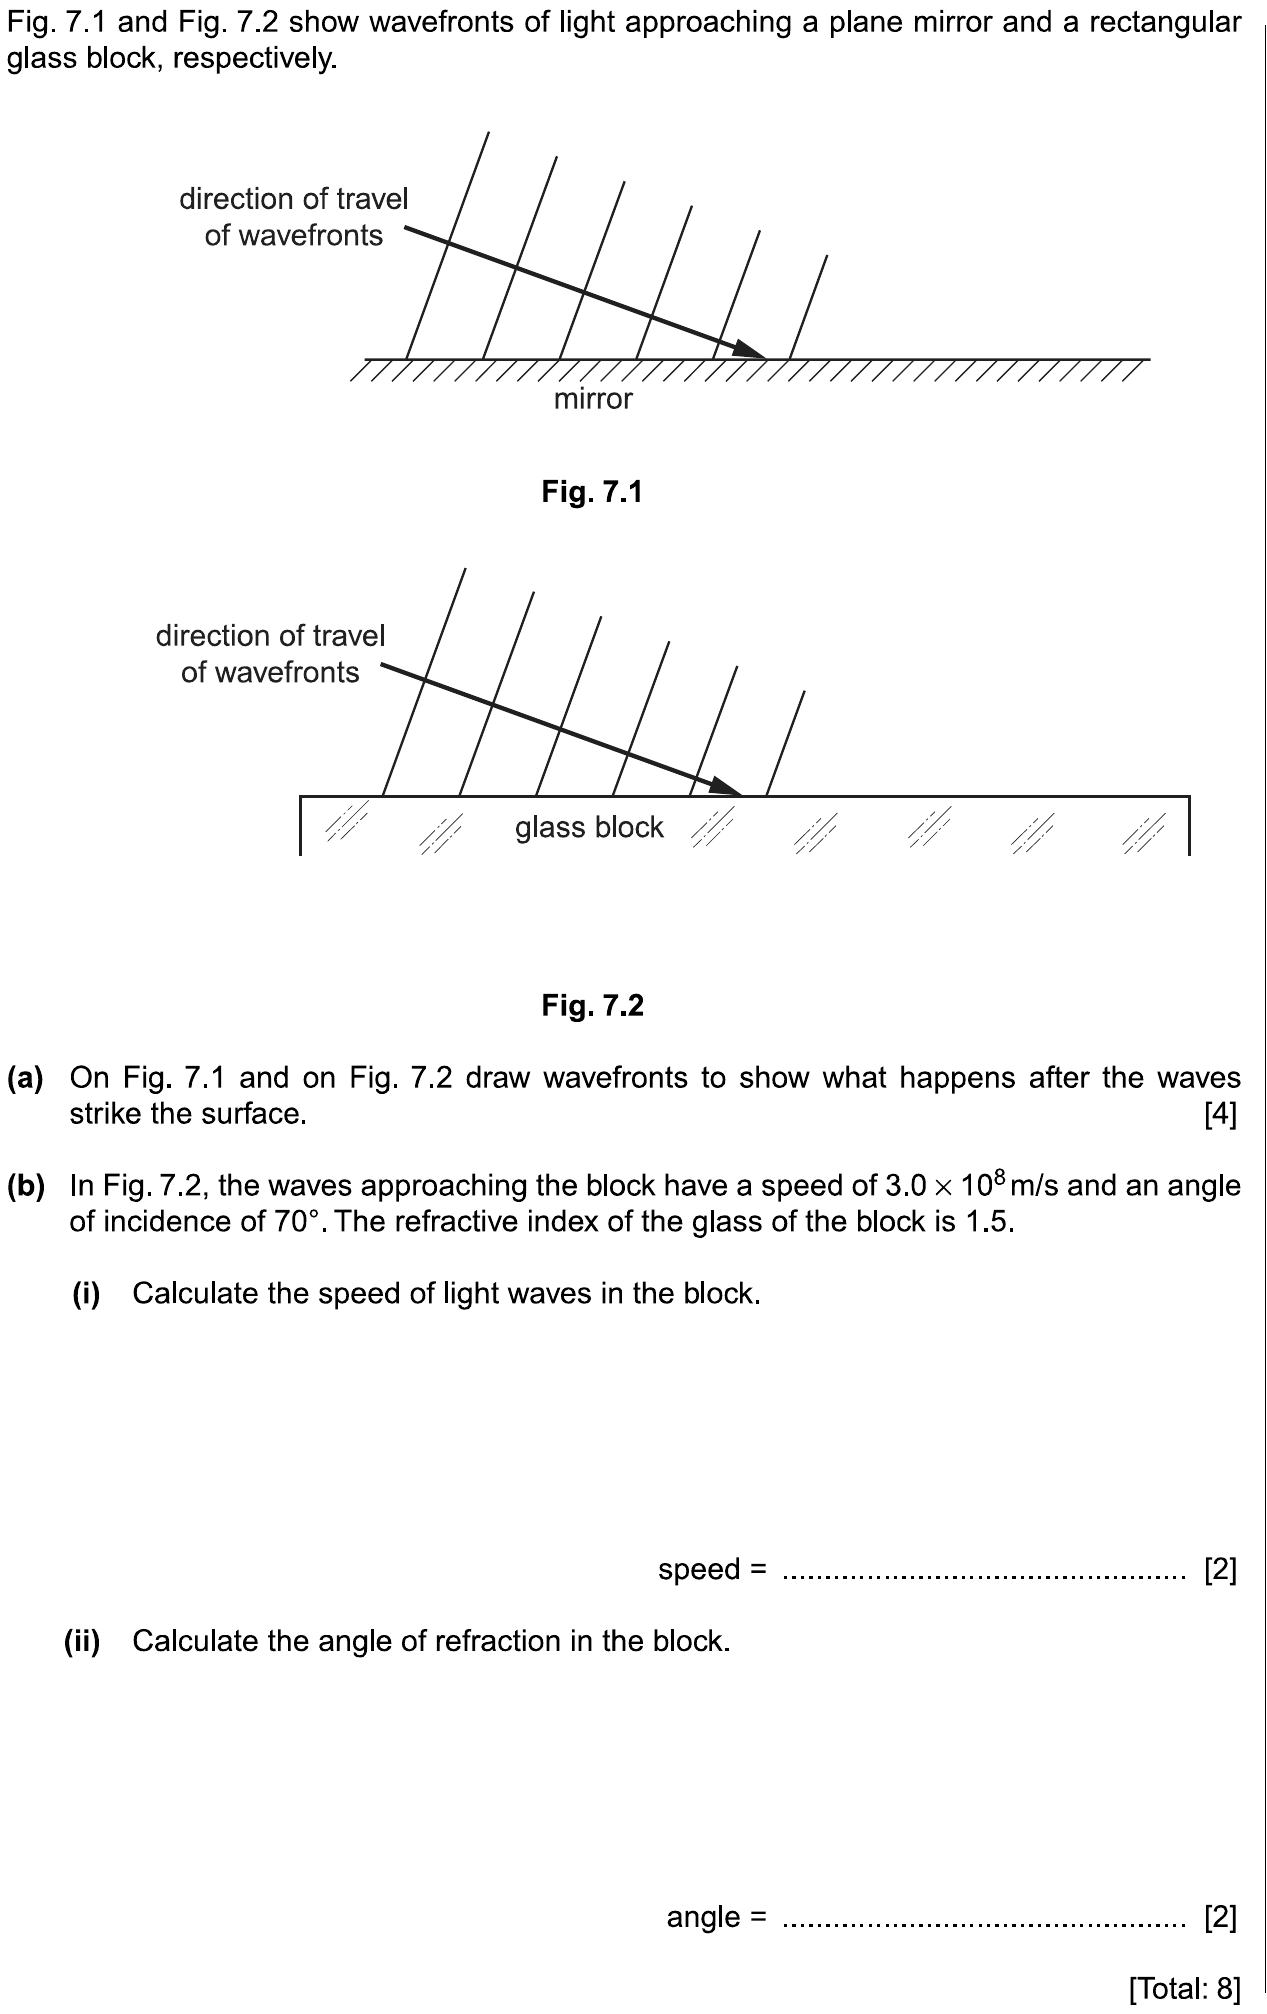 Fig. 7.1 and Fig. 7.2 show wavefronts of light approaching a plane mirror and a rectangular
glass block, respectively.
direction of travel
of wavefronts
mirror
Fig. 7.1
direction of travel
of wavefronts
glass block
Fig. 7.2
(a) On Fig. 7.1 and on Fig. 7.2 draw wavefronts to show what happens after the waves
strike the surface. [4]
(b) In Fig. 7.2, the waves approaching the block have a speed of 3.0 × 10⁸ m/s and an angle
of incidence of 70°. The refractive index of the glass of the block is 1.5.
(i) Calculate the speed of light waves in the block.
speed = ................................................ [2]
(ii) Calculate the angle of refraction in the block.
angle = ................................................ [2]
[Total: 8]